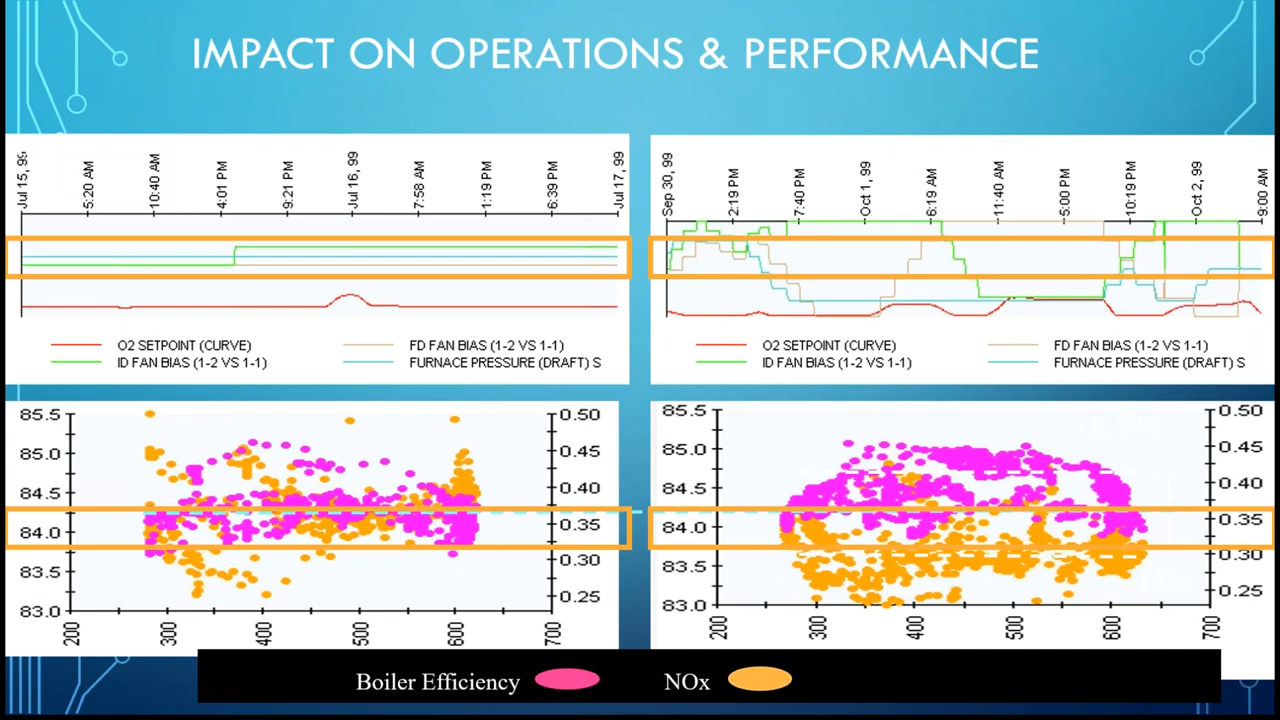 IMPACT ON OPERATIONS & PERFORMANCE
Jul 15, 99
5:20 AM
10:40 AM
4:01 PM
9:21 PM
Jul 16, 99
7:58 AM
1:19 PM
6:39 PM
Jul 17, 99
O2 SETPOINT (CURVE)
FD FAN BIAS (1-2 VS 1-1)
ID FAN BIAS (1-2 VS 1-1)
FURNACE PRESSURE (DRAFT) S
Sep 30, 99
2:19 PM
7:40 PM
Oct 1, 99
6:19 AM
11:40 AM
5:00 PM
10:19 PM
Oct 2, 99
9:00 AM
O2 SETPOINT (CURVE)
FD FAN BIAS (1-2 VS 1-1)
ID FAN BIAS (1-2 VS 1-1)
FURNACE PRESSURE (DRAFT) S
85.5
85.0
84.5
84.0
83.5
83.0
0.50
0.45
0.40
0.35
0.30
0.25
200
300
400
500
600
700
85.5
85.0
84.5
84.0
83.5
83.0
0.50
0.45
0.40
0.35
0.30
0.25
200
300
400
500
600
700
Boiler Efficiency
NOx